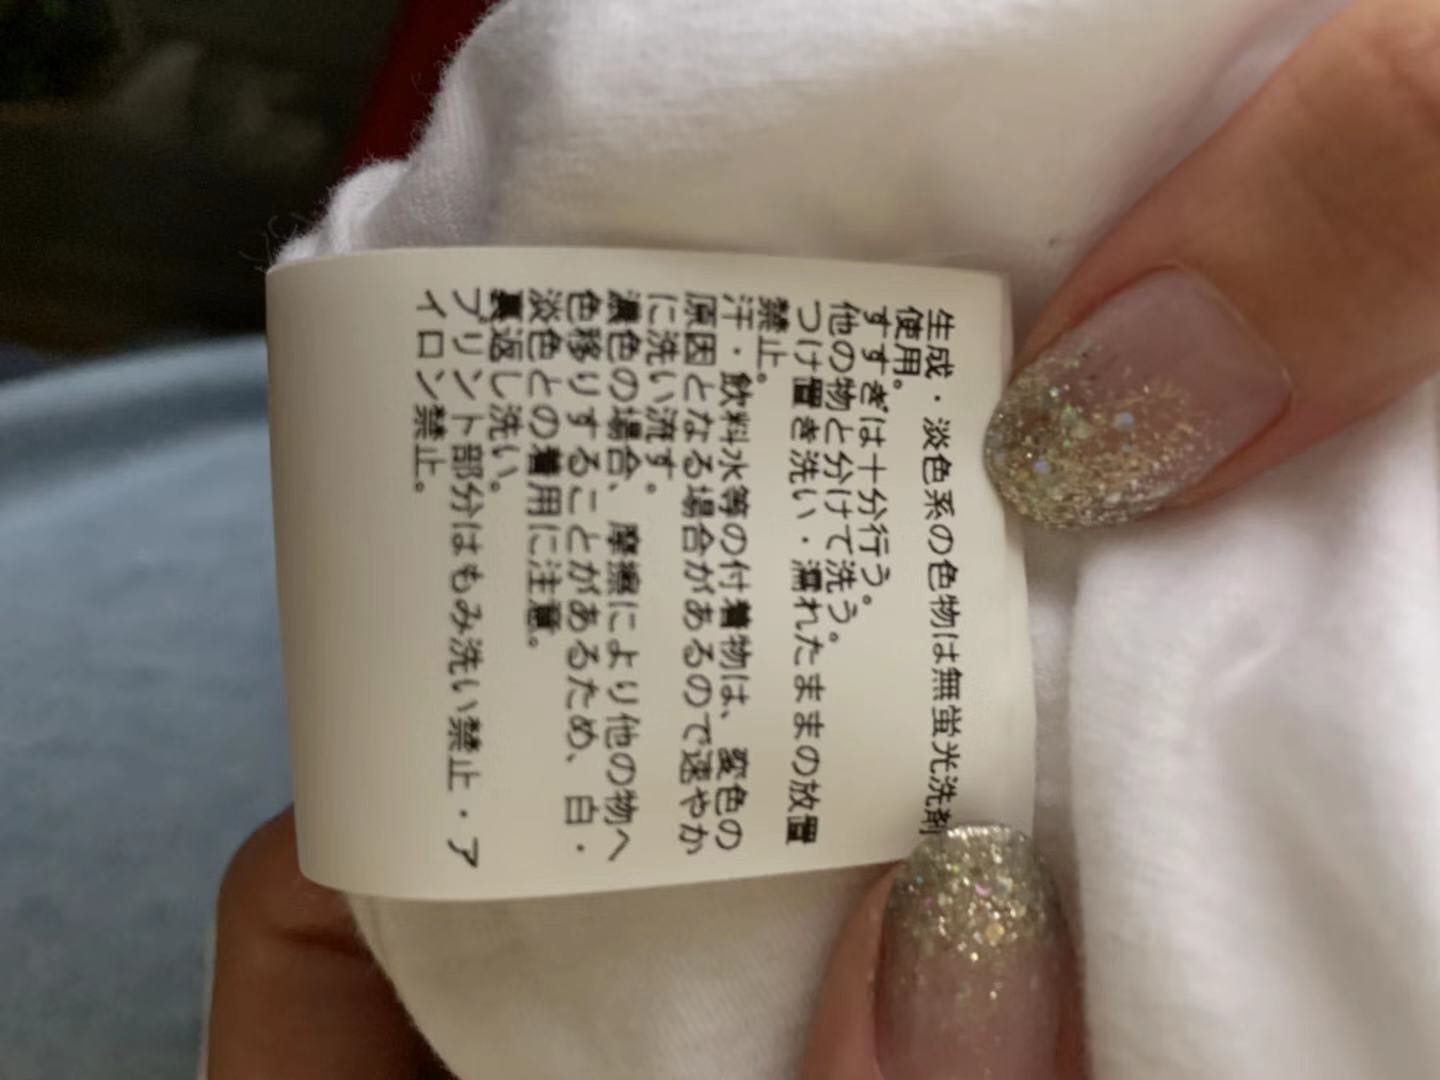 生成・淡色系の色物は無蛍光洗剤
使用。
すすぎは十分行う。
他の物と分けて洗う。
つけ置き洗い・濡れたままの放置
禁止。
汗・飲料水等の付着物は、変色の
原因となる場合があるので速やか
に洗い流す。
濃色の場合、摩擦により他の物へ
色移りすることがあるため、白・
淡色との着用に注意。
裏返し洗い。
プリント部分はもみ洗い禁止・ア
イロン禁止。